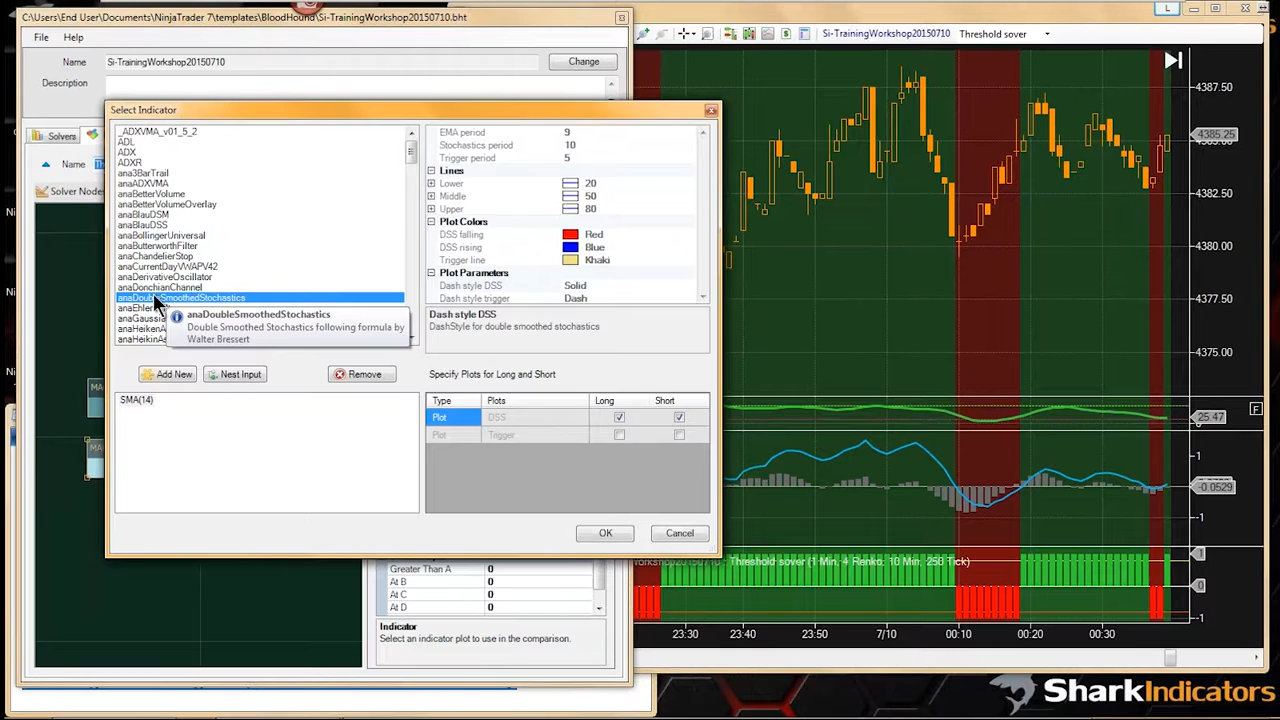 C:\Users\End User\Documents\NinjaTrader 7\templates\BloodHound\Si-TrainingWorkshop20150710.bht
File Help
Name Si-TrainingWorkshop20150710 Change
Description
Solvers
Name
Solver Nodes
Select Indicator
_ADXVMA_v01_5_2
ADL
ADX
ADXR
ana3BarTrail
anaADXVMA
anaBetterVolume
anaBetterVolumeOverlay
anaBlauDSM
anaBlauDSS
anaBollingerUniversal
anaButterworthFilter
anaChandelierStop
anaCurrentDayVWAPV42
anaDerivativeOscillator
anaDonchianChannel
anaDoubleSmoothedStochastics
anaDoubleSmoothedStochastics
Double Smoothed Stochastics following formula by
Walter Bressert
EMA period 9
Stochastics period 10
Trigger period 5
Lines
Lower 20
Middle 50
Upper 80
Plot Colors
DSS falling Red
DSS rising Blue
Trigger line Khaki
Plot Parameters
Dash style DSS Solid
Dash style trigger Dash
Dash style DSS
DashStyle for double smoothed stochastics
Add New Nest Input Remove
Specify Plots for Long and Short
SMA(14)
Type Plots Long Short
Plot DSS
Plot Trigger
OK Cancel
Greater Than A 0
At B 0
At C 0
At D 0
Indicator
Select an indicator plot to use in the comparison.
L
Si-TrainingWorkshop20150710 Threshold sover
4387.50
4385.25
4382.50
4380.00
4377.50
4375.00
F
25.47
1
-0.0529
-1
Threshold sover (1 Min, 4 Renko, 10 Min, 250 Tick)
1
0
-1
23:30 23:40 23:50 7/10 00:10 00:20 00:30
SharkIndicators